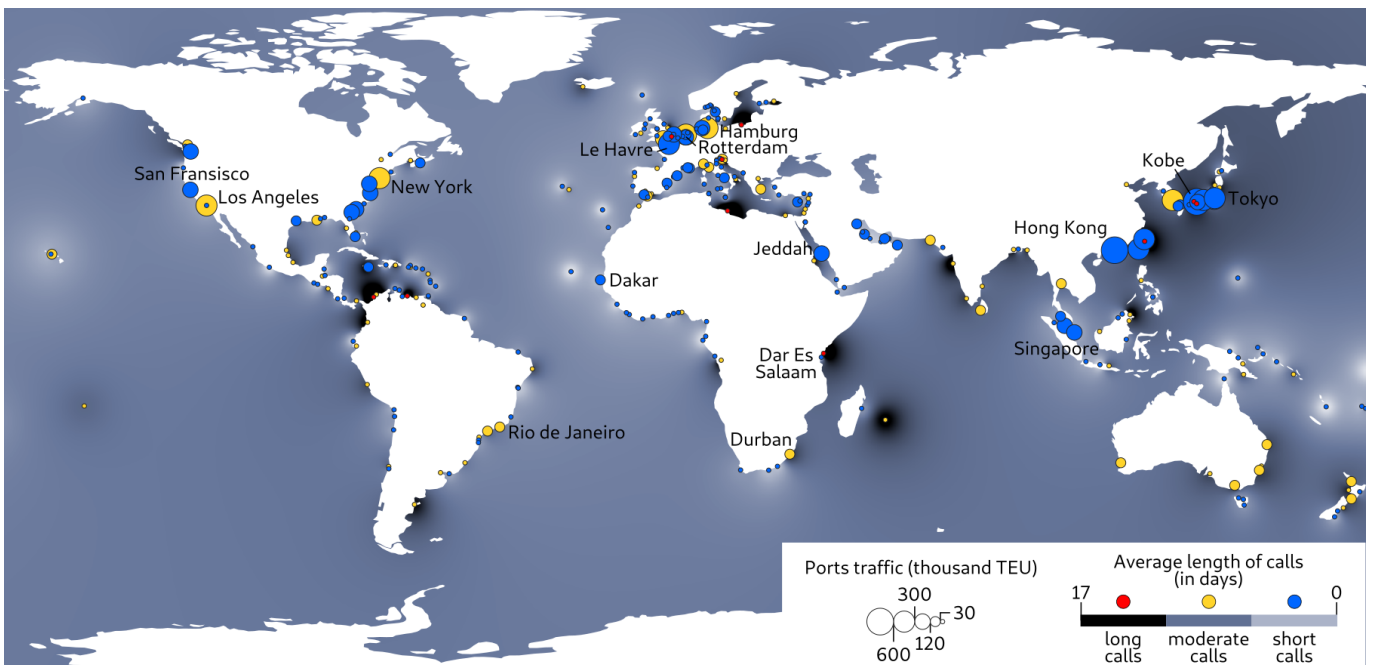 Hamburg
Le Havre
Rotterdam
San Fransisco
Los Angeles
New York
Kobe
Tokyo
Hong Kong
Jeddah
Dakar
Singapore
Dar Es
Salaam
Rio de Janeiro
Durban
Ports traffic (thousand TEU)
300
30
120
600
Average length of calls
(in days)
17
0
long
calls
moderate
calls
short
calls